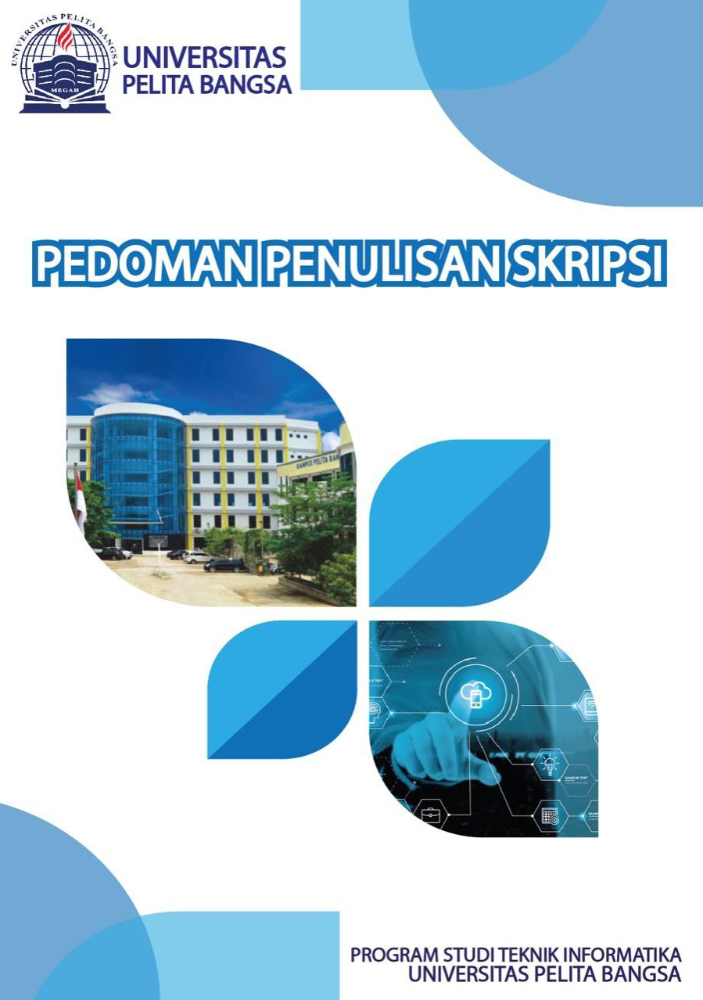 UNIVERSITAS PELITA BANGSA
MEGAH
UNIVERSITAS
PELITA BANGSA
PEDOMAN PENULISAN SKRIPSI
KAMPUS PELITA BAN
SAMPLE TEXT
PROGRAM STUDI TEKNIK INFORMATIKA
UNIVERSITAS PELITA BANGSA